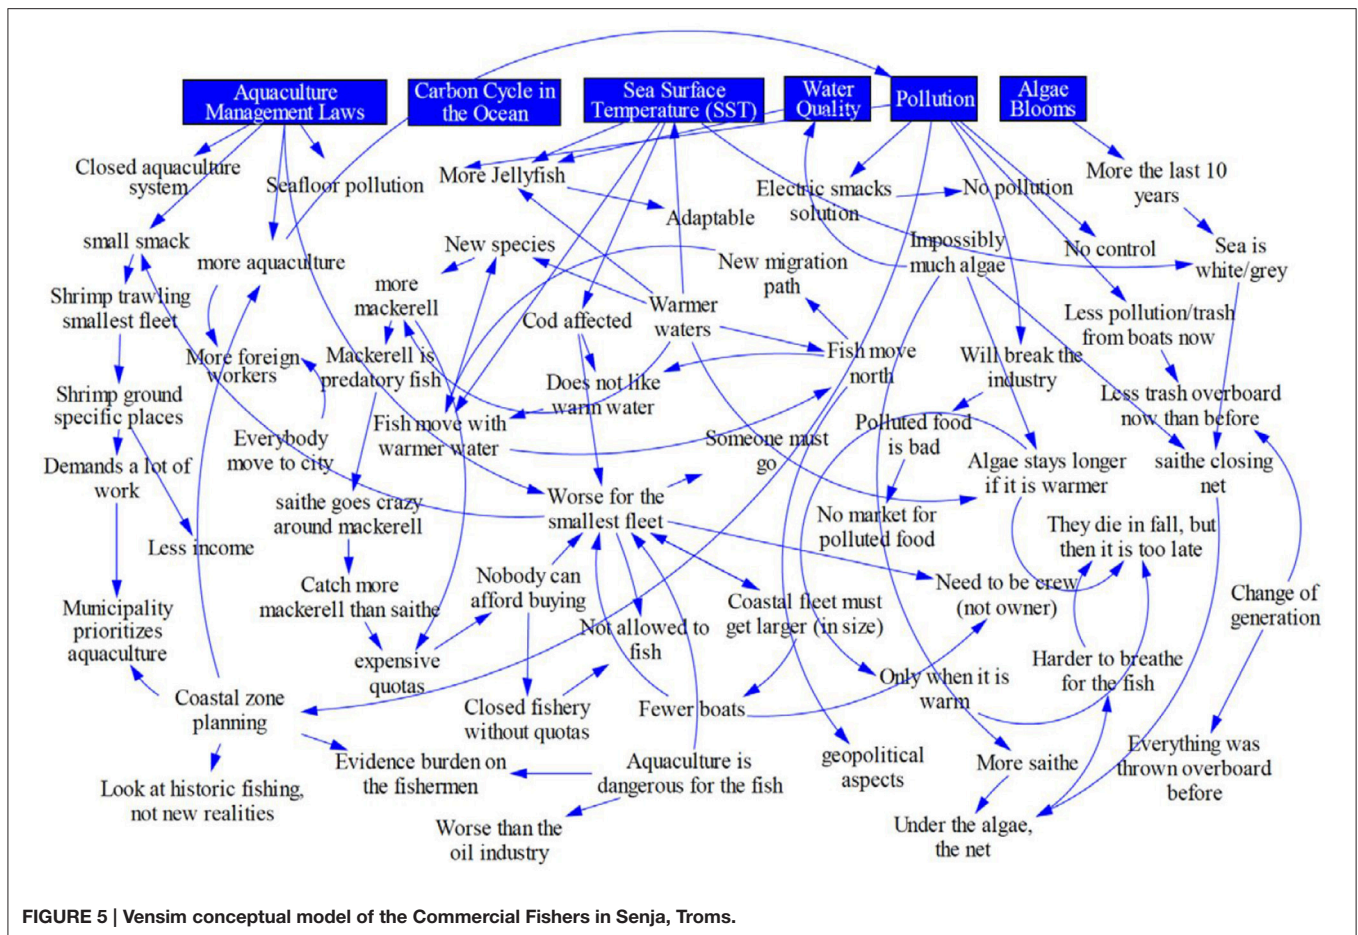 Aquaculture
Management Laws
Carbon Cycle in
the Ocean
Sea Surface
Temperature (SST)
Water
Quality
Pollution
Algae
Blooms
Closed aquaculture
system
Seafloor pollution
More Jellyfish
Electric smacks
solution
No pollution
More the last 10
years
Adaptable
small smack
more aquaculture
New species
New migration
path
Impossibly
much algae
No control
Sea is
white/grey
Shrimp trawling
smallest fleet
more
mackerell
Cod affected
Warmer
waters
Less pollution/trash
from boats now
More foreign
workers
Mackerell is
predatory fish
Does not like
warm water
Fish move
north
Will break the
industry
Shrimp ground
specific places
Less trash overboard
now than before
Everybody
move to city
Fish move with
warmer water
Someone must
go
Polluted food
is bad
Demands a lot of
work
Algae stays longer
if it is warmer
saithe closing
net
saithe goes crazy
around mackerell
Worse for the
smallest fleet
No market for
polluted food
They die in fall, but
then it is too late
Less income
Catch more
mackerell than saithe
Nobody can
afford buying
Need to be crew
(not owner)
Municipality
prioritizes
aquaculture
Not allowed to
fish
Coastal fleet must
get larger (in size)
Change of
generation
expensive
quotas
Harder to breathe
for the fish
Coastal zone
planning
Closed fishery
without quotas
Fewer boats
Only when it is
warm
Look at historic fishing,
not new realities
Evidence burden on
the fishermen
Aquaculture is
dangerous for the fish
geopolitical
aspects
More saithe
Everything was
thrown overboard
before
Worse than the
oil industry
Under the algae,
the net
FIGURE 5 | Vensim conceptual model of the Commercial Fishers in Senja, Troms.